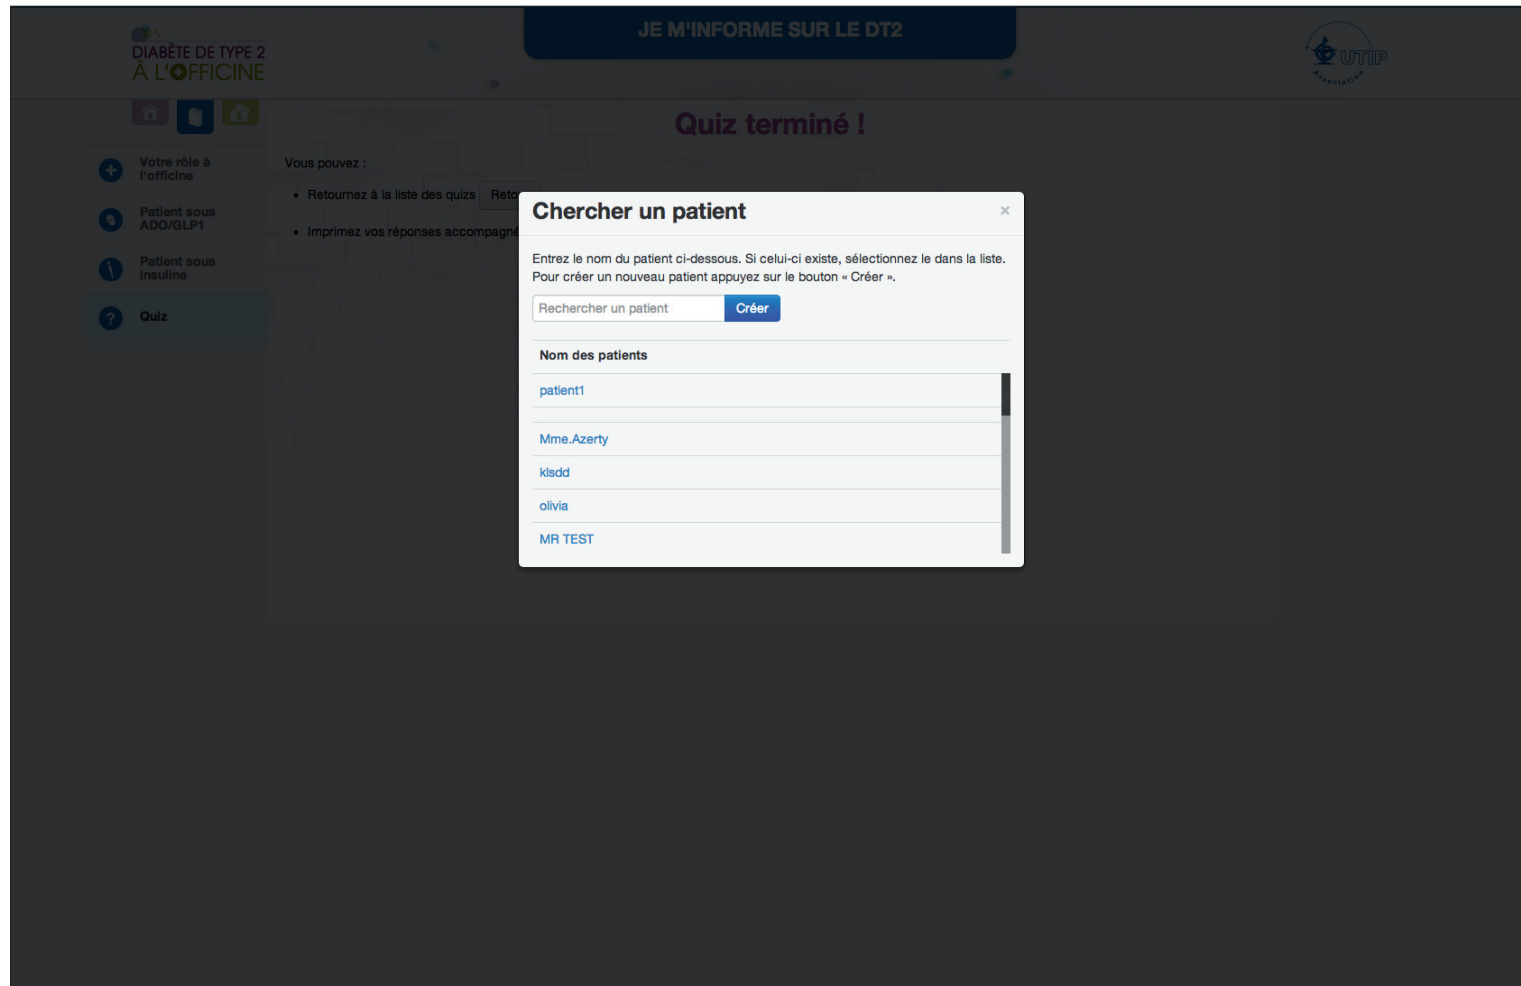 JE M'INFORME SUR LE DT2
DIABÈTE DE TYPE 2
À L'OFFICINE
UTIP
Association
Quiz terminé !
Votre rôle à
l'officine
Patient sous
ADO/GLP1
Patient sous
insuline
Quiz
Vous pouvez :
• Retournez à la liste des quizs Reto
• Imprimez vos réponses accompagné
Chercher un patient
×
Entrez le nom du patient ci-dessous. Si celui-ci existe, sélectionnez le dans la liste.
Pour créer un nouveau patient appuyez sur le bouton « Créer ».
Rechercher un patient Créer
Nom des patients
patient1
Mme.Azerty
klsdd
olivia
MR TEST